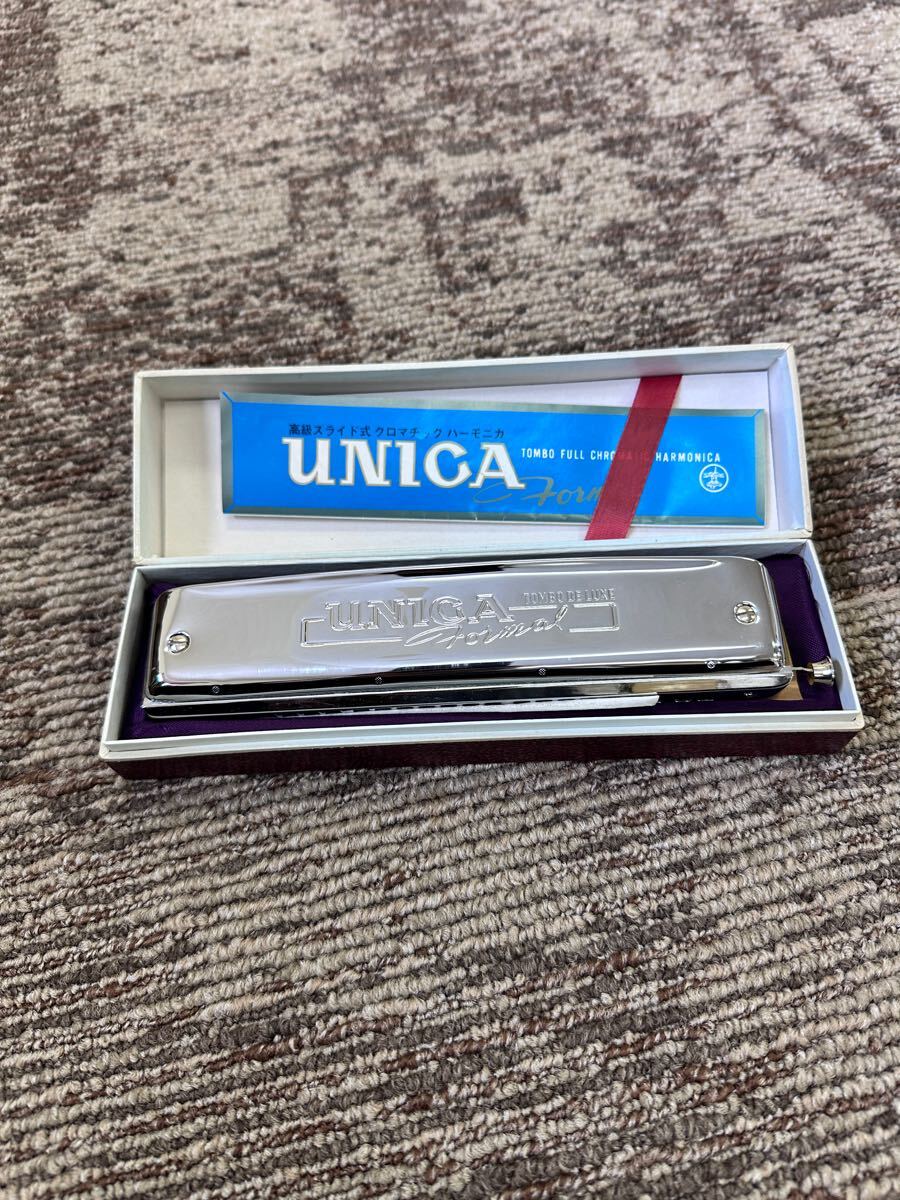 高級スライド式 クロマチック ハーモニカ
UNICA
TOMBO FULL CHROMATIC HARMONICA
Form
UNICA
TOMBO DE LUXE
Formal